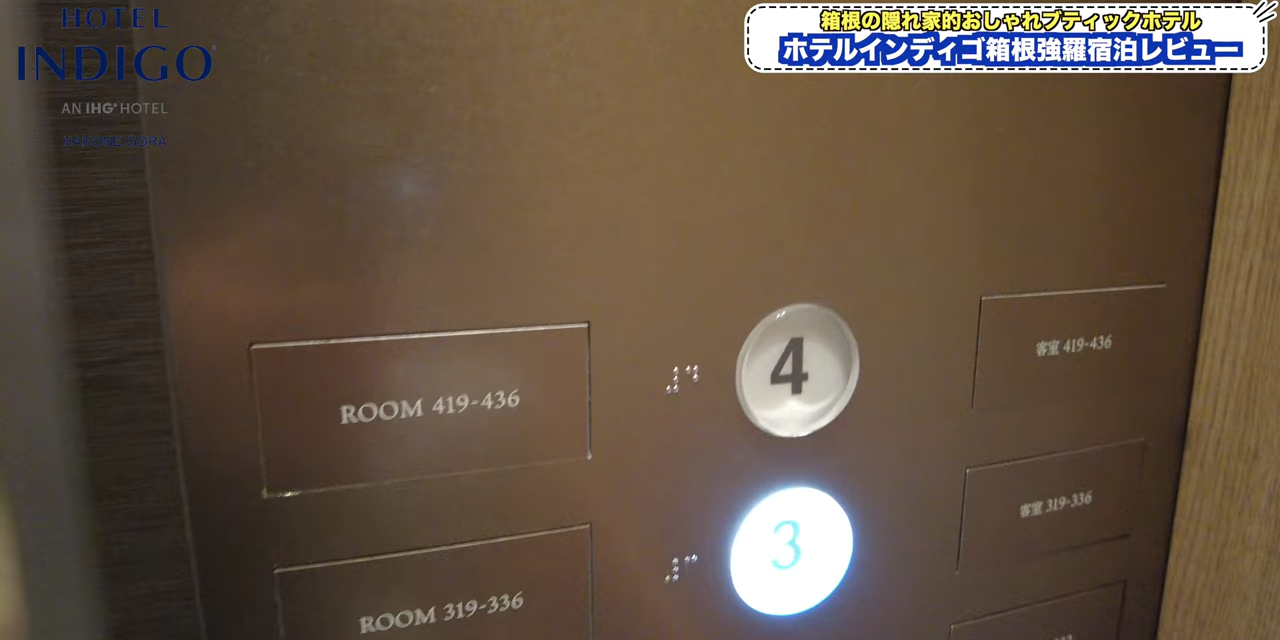 HOTEL
INDIGO
AN IHG® HOTEL
HAKONE GORA
箱根の隠れ家的おしゃれブティックホテル
ホテルインディゴ箱根強羅宿泊レビュー
ROOM 419-436
4
客室 419-436
ROOM 319-336
3
客室 319-336